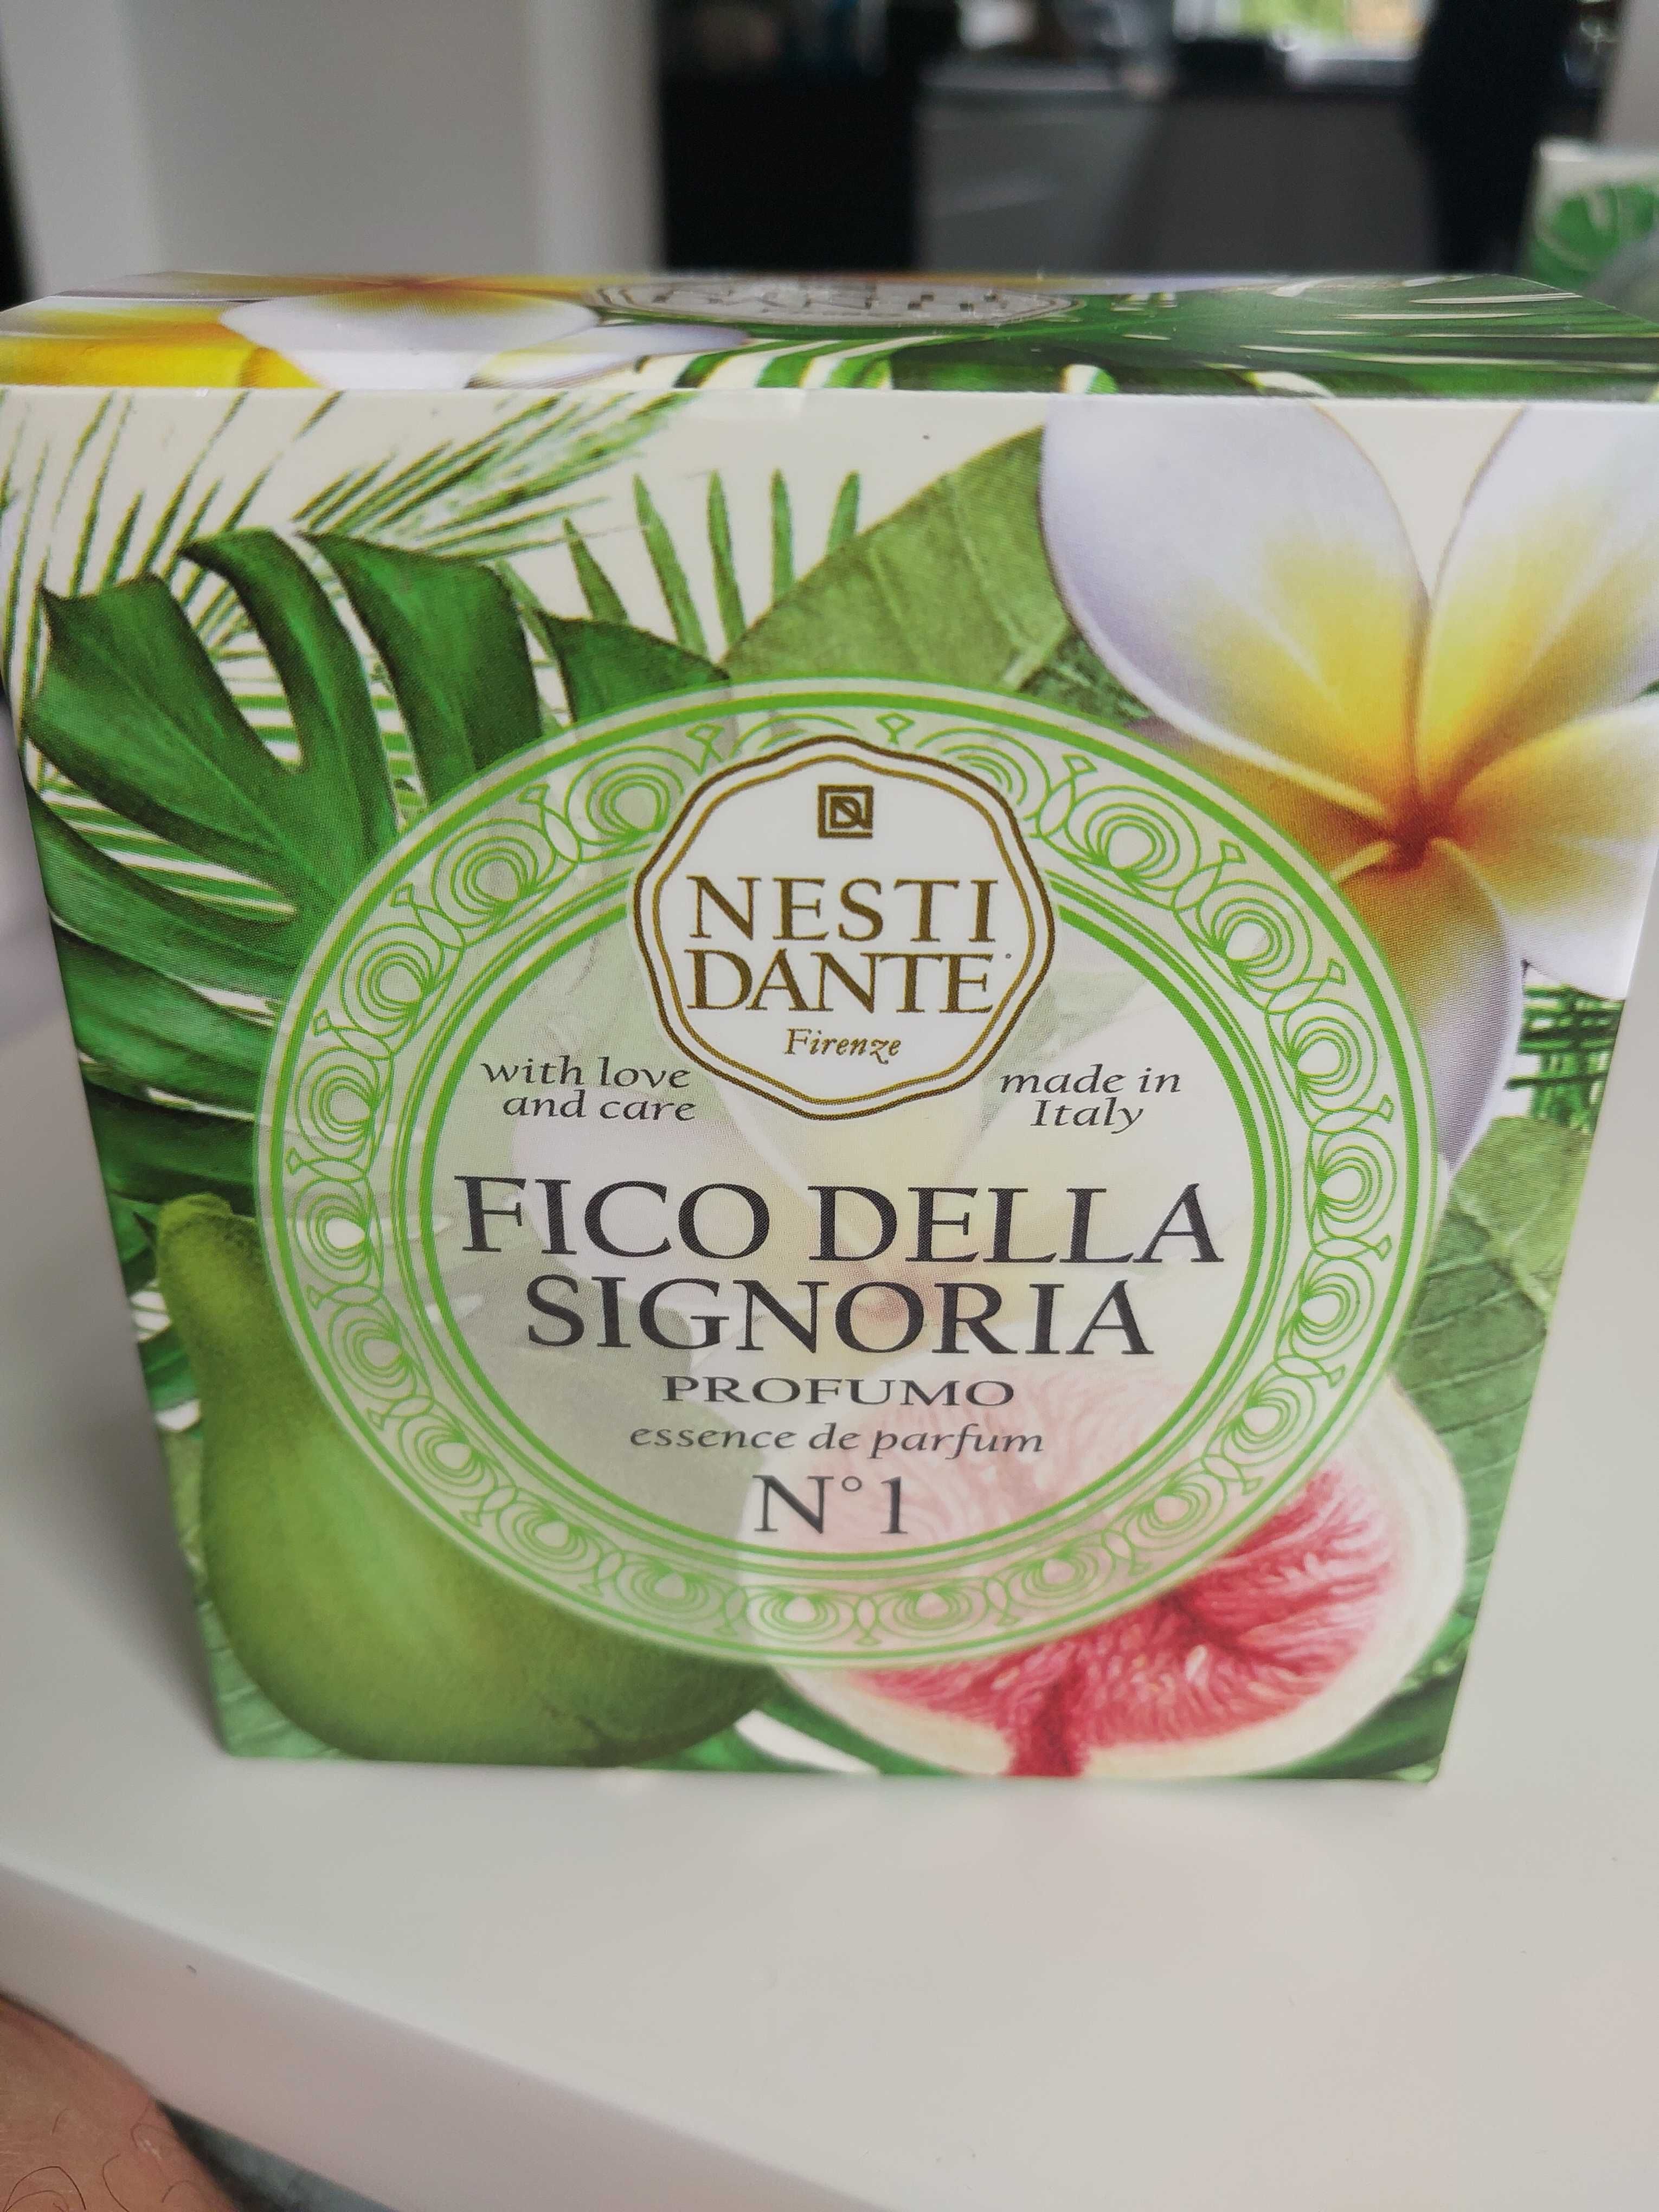 NESTI
DANTE
Firenze
with love
and care
made in
Italy
FICO DELLA
SIGNORIA
PROFUMO
essence de parfum
N°1